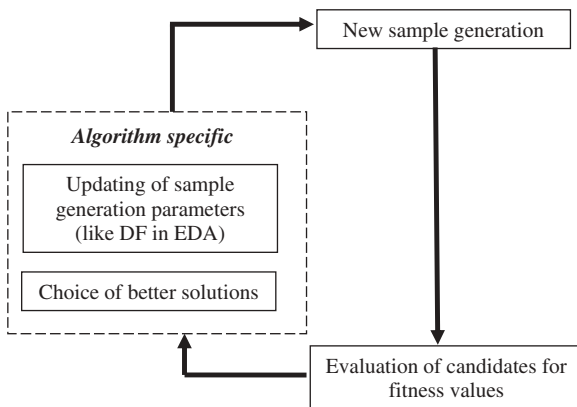 New sample generation
Algorithm specific
Updating of sample
generation parameters
(like DF in EDA)
Choice of better solutions
Evaluation of candidates for
fitness values